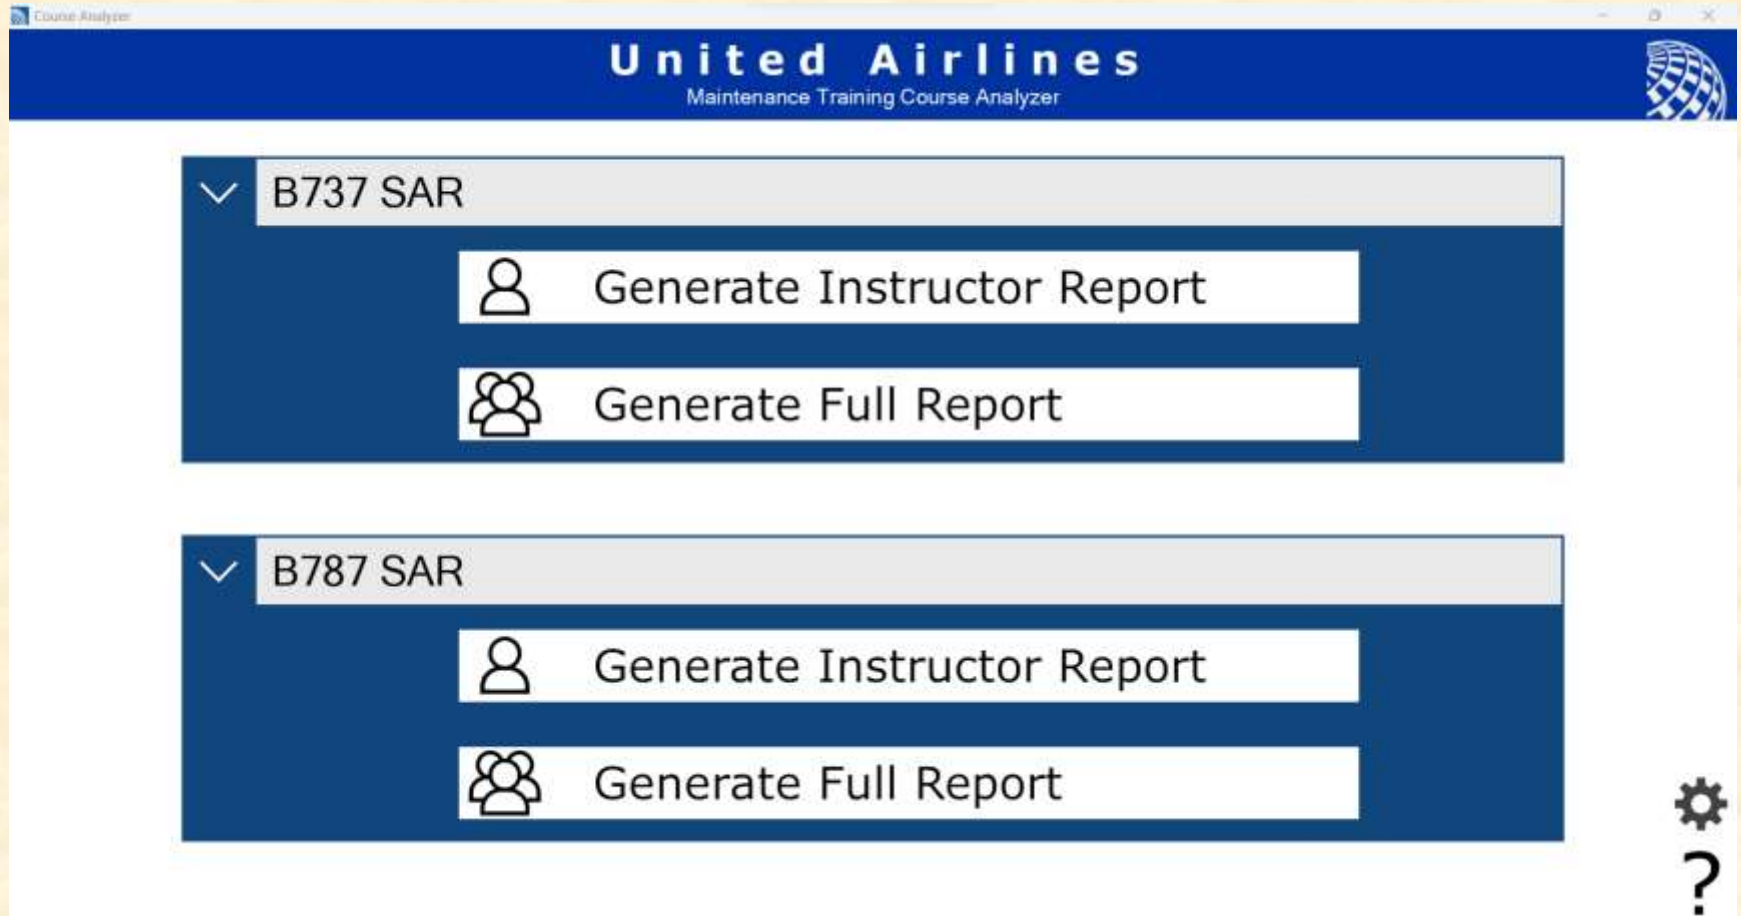 Course Analyzer
United Airlines
Maintenance Training Course Analyzer
B737 SAR
Generate Instructor Report
Generate Full Report
B787 SAR
Generate Instructor Report
Generate Full Report
?